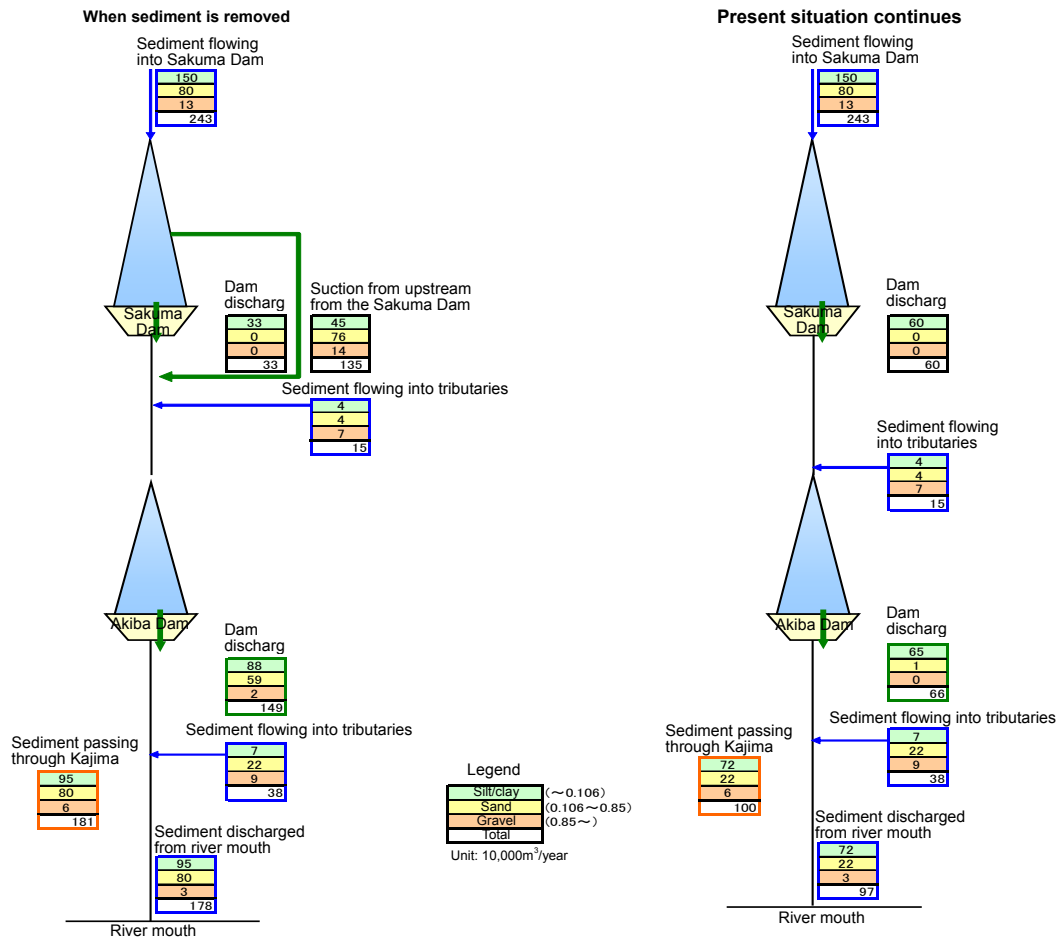 When sediment is removed
Sediment flowing
into Sakuma Dam
150
80
13
243
Sakuma
Dam
Dam
discharg
33
0
0
33
Suction from upstream
from the Sakuma Dam
45
76
14
135
Sediment flowing into tributaries
4
4
7
15
Akiba Dam
Dam
discharg
88
59
2
149
Sediment flowing into tributaries
7
22
9
38
Sediment passing
through Kajima
95
80
6
181
Sediment discharged
from river mouth
95
80
3
178
River mouth
Legend
Silt/clay (~0.106)
Sand (0.106~0.85)
Gravel (0.85~)
Total
Unit: 10,000m³/year
Present situation continues
Sediment flowing
into Sakuma Dam
150
80
13
243
Sakuma
Dam
Dam
discharg
60
0
0
60
Sediment flowing
into tributaries
4
4
7
15
Akiba Dam
Dam
discharg
65
1
0
66
Sediment flowing into tributaries
7
22
9
38
Sediment passing
through Kajima
72
22
6
100
Sediment discharged
from river mouth
72
22
3
97
River mouth